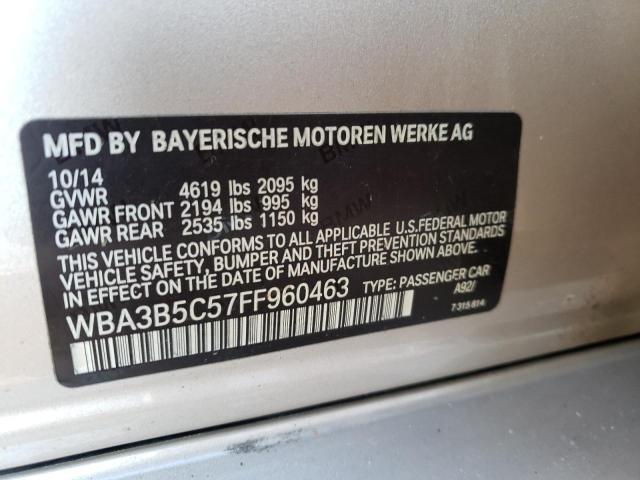 MFD BY BAYERISCHE MOTOREN WERKE AG
10/14
GVWR 4619 lbs 2095 kg
GAWR FRONT 2194 lbs 995 kg
GAWR REAR 2535 lbs 1150 kg
THIS VEHICLE CONFORMS TO ALL APPLICABLE U.S.FEDERAL MOTOR
VEHICLE SAFETY, BUMPER AND THEFT PREVENTION STANDARDS
IN EFFECT ON THE DATE OF MANUFACTURE SHOWN ABOVE.
WBA3B5C57FF960463 TYPE: PASSENGER CAR
A92/
7 315 814